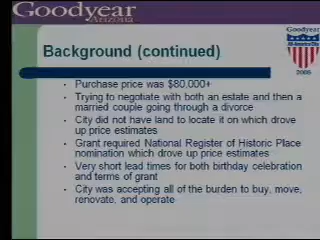 Goodyear
Arizona
Goodyear
All-America City
2008
Background (continued)
Purchase price was $80,000+
Trying to negotiate with both an estate and then a
married couple going through a divorce
City did not have land to locate it on which drove
up price estimates
Grant required National Register of Historic Place
nomination which drove up price estimates
Very short lead times for both birthday celebration
and terms of grant
City was accepting all of the burden to buy, move,
renovate, and operate